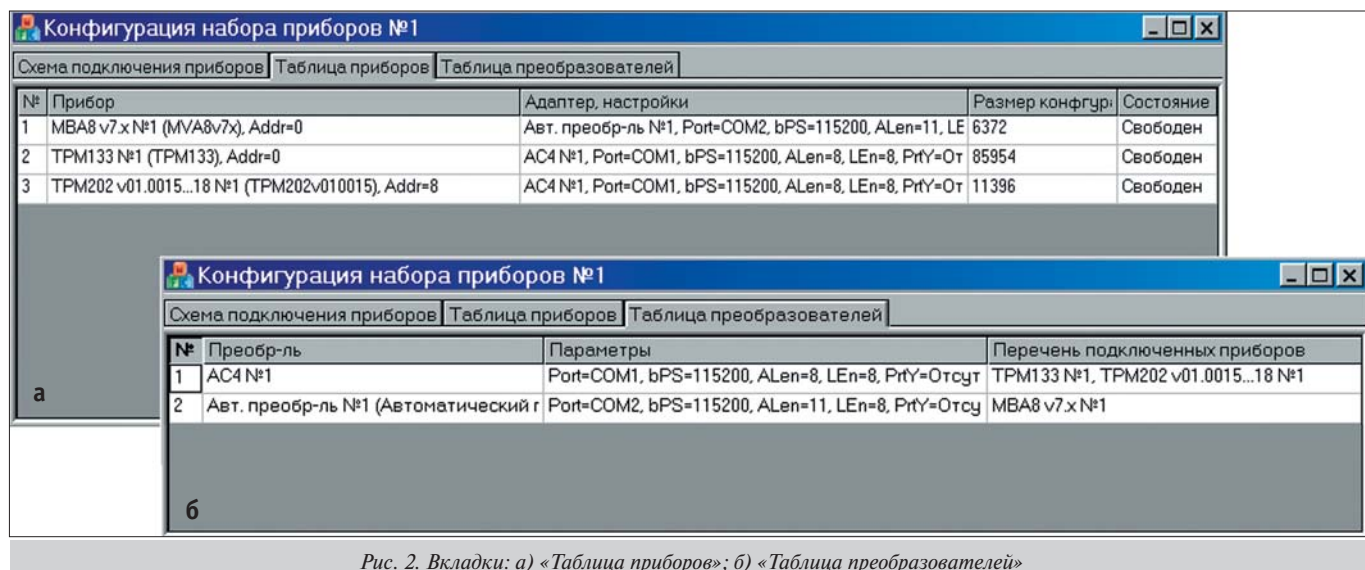 Конфигурация набора приборов №1
Схема подключения приборов Таблица приборов Таблица преобразователей
№ Прибор Адаптер, настройки Размер конфгур Состояние
1 МВА8 v7.x №1 (MVA8v7x), Addr=0 Авт. преобр-ль №1, Port=COM2, bPS=115200, ALen=11, LE 6372 Свободен
2 ТРМ133 №1 (TPM133), Addr=0 АС4 №1, Port=COM1, bPS=115200, ALen=8, LEn=8, PrtY=От 85954 Свободен
3 ТРМ202 v01.0015...18 №1 (TPM202v010015), Addr=8 АС4 №1, Port=COM1, bPS=115200, ALen=8, LEn=8, PrtY=От 11396 Свободен
а
Конфигурация набора приборов №1
Схема подключения приборов Таблица приборов Таблица преобразователей
№ Преобр-ль Параметры Перечень подключенных приборов
1 АС4 №1 Port=COM1, bPS=115200, ALen=8, LEn=8, PrtY=Отсут ТРМ133 №1, ТРМ202 v01.0015...18 №1
2 Авт. преобр-ль №1 (Автоматический г Port=COM2, bPS=115200, ALen=11, LEn=8, PrtY=Отсу МВА8 v7.x №1
б
Рис. 2. Вкладки: а) «Таблица приборов»; б) «Таблица преобразователей»